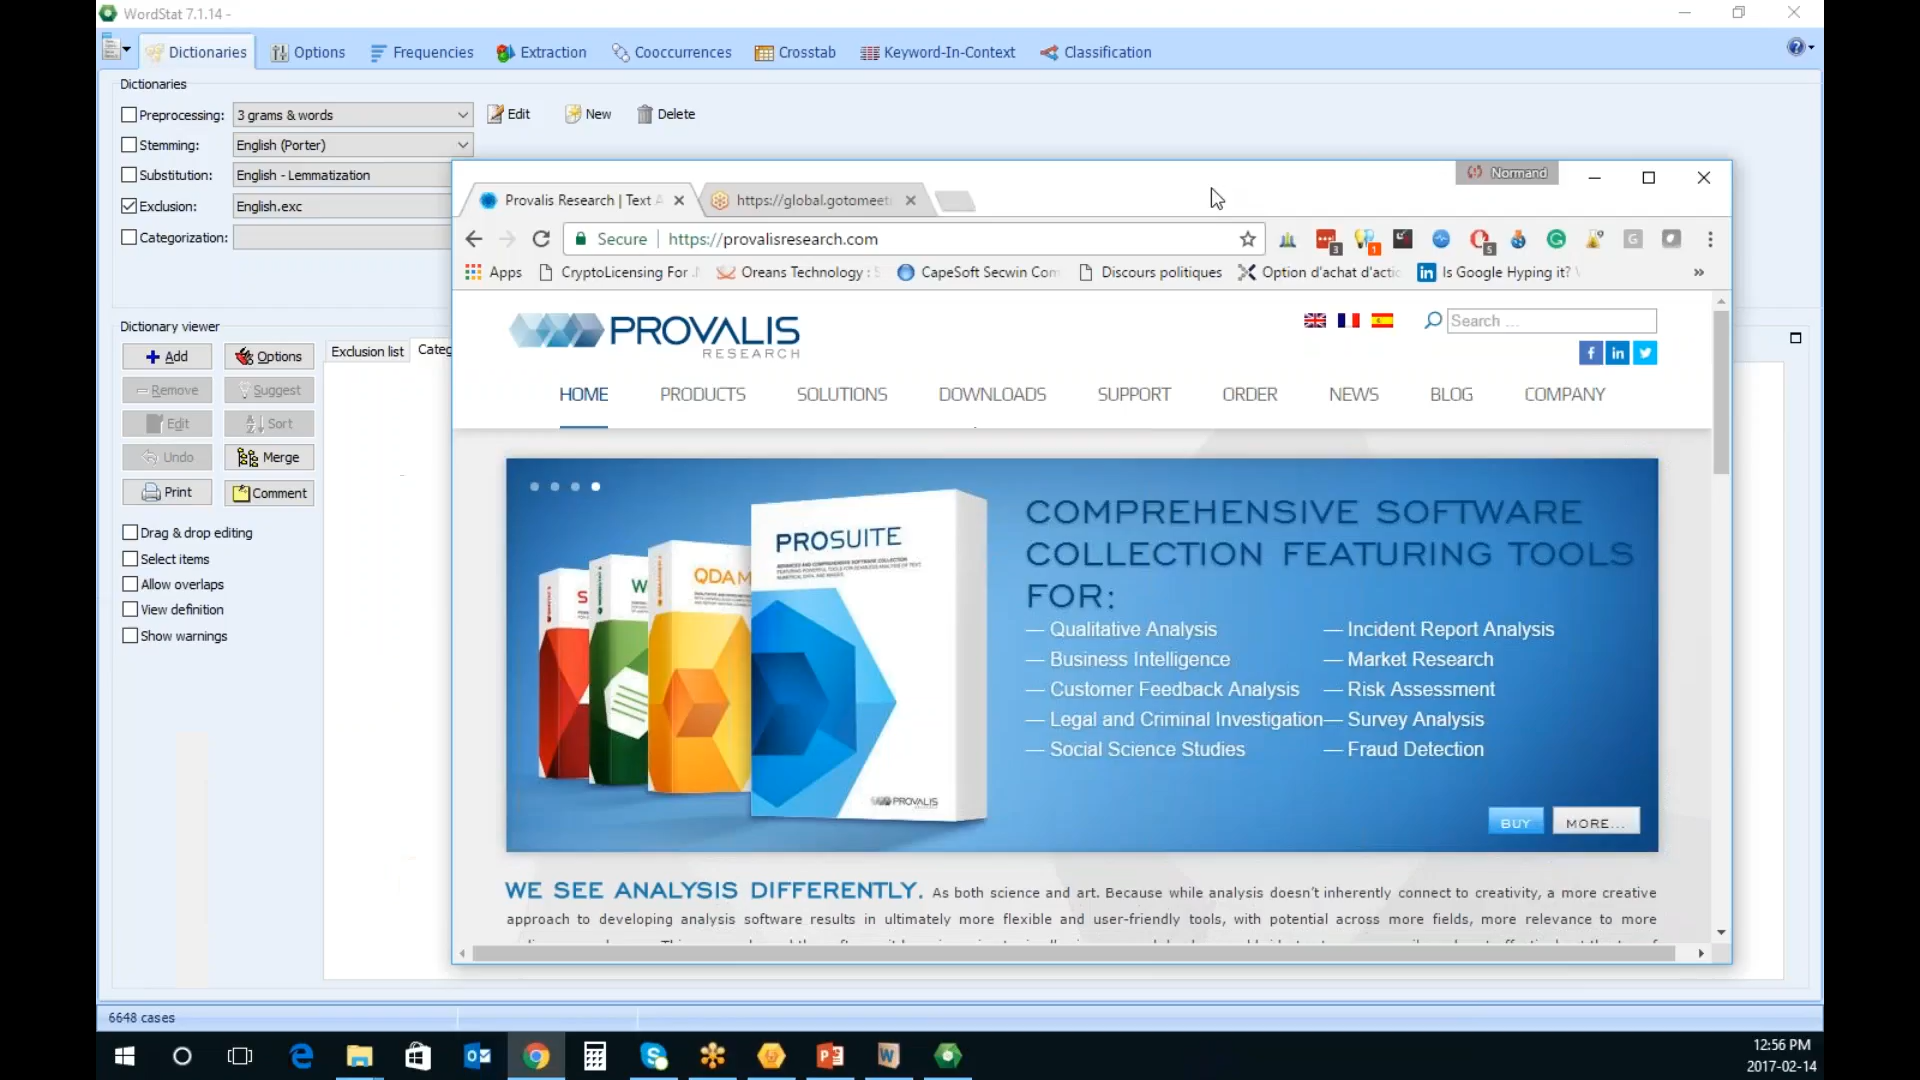 WordStat 7.1.14 -
Dictionaries Options Frequencies Extraction Cooccurrences Crosstab Keyword-In-Context Classification
Dictionaries
Preprocessing: 3 grams & words Edit New Delete
Stemming: English (Porter)
Substitution: English - Lemmatization
Exclusion: English.exc
Categorization:
Normand
Provalis Research | Text https://global.gotomeet
Secure https://provalisresearch.com
Apps CryptoLicensing For Oreans Technology : CapeSoft Secwin Com Discours politiques Option d'achat d'actio Is Google Hyping it? »
Dictionary viewer
Add Options
Remove Suggest
Edit Sort
Undo Merge
Print Comment
Exclusion list Categ
Drag & drop editing
Select items
Allow overlaps
View definition
Show warnings
PROVALIS
RESEARCH
Search ...
HOME PRODUCTS SOLUTIONS DOWNLOADS SUPPORT ORDER NEWS BLOG COMPANY
S W QDA M PROSUITE
PROVALIS
COMPREHENSIVE SOFTWARE
COLLECTION FEATURING TOOLS
FOR:
— Qualitative Analysis — Incident Report Analysis
— Business Intelligence — Market Research
— Customer Feedback Analysis — Risk Assessment
— Legal and Criminal Investigation — Survey Analysis
— Social Science Studies — Fraud Detection
BUY MORE...
WE SEE ANALYSIS DIFFERENTLY. As both science and art. Because while analysis doesn't inherently connect to creativity, a more creative
approach to developing analysis software results in ultimately more flexible and user-friendly tools, with potential across more fields, more relevance to more
6648 cases
12:56 PM
2017-02-14